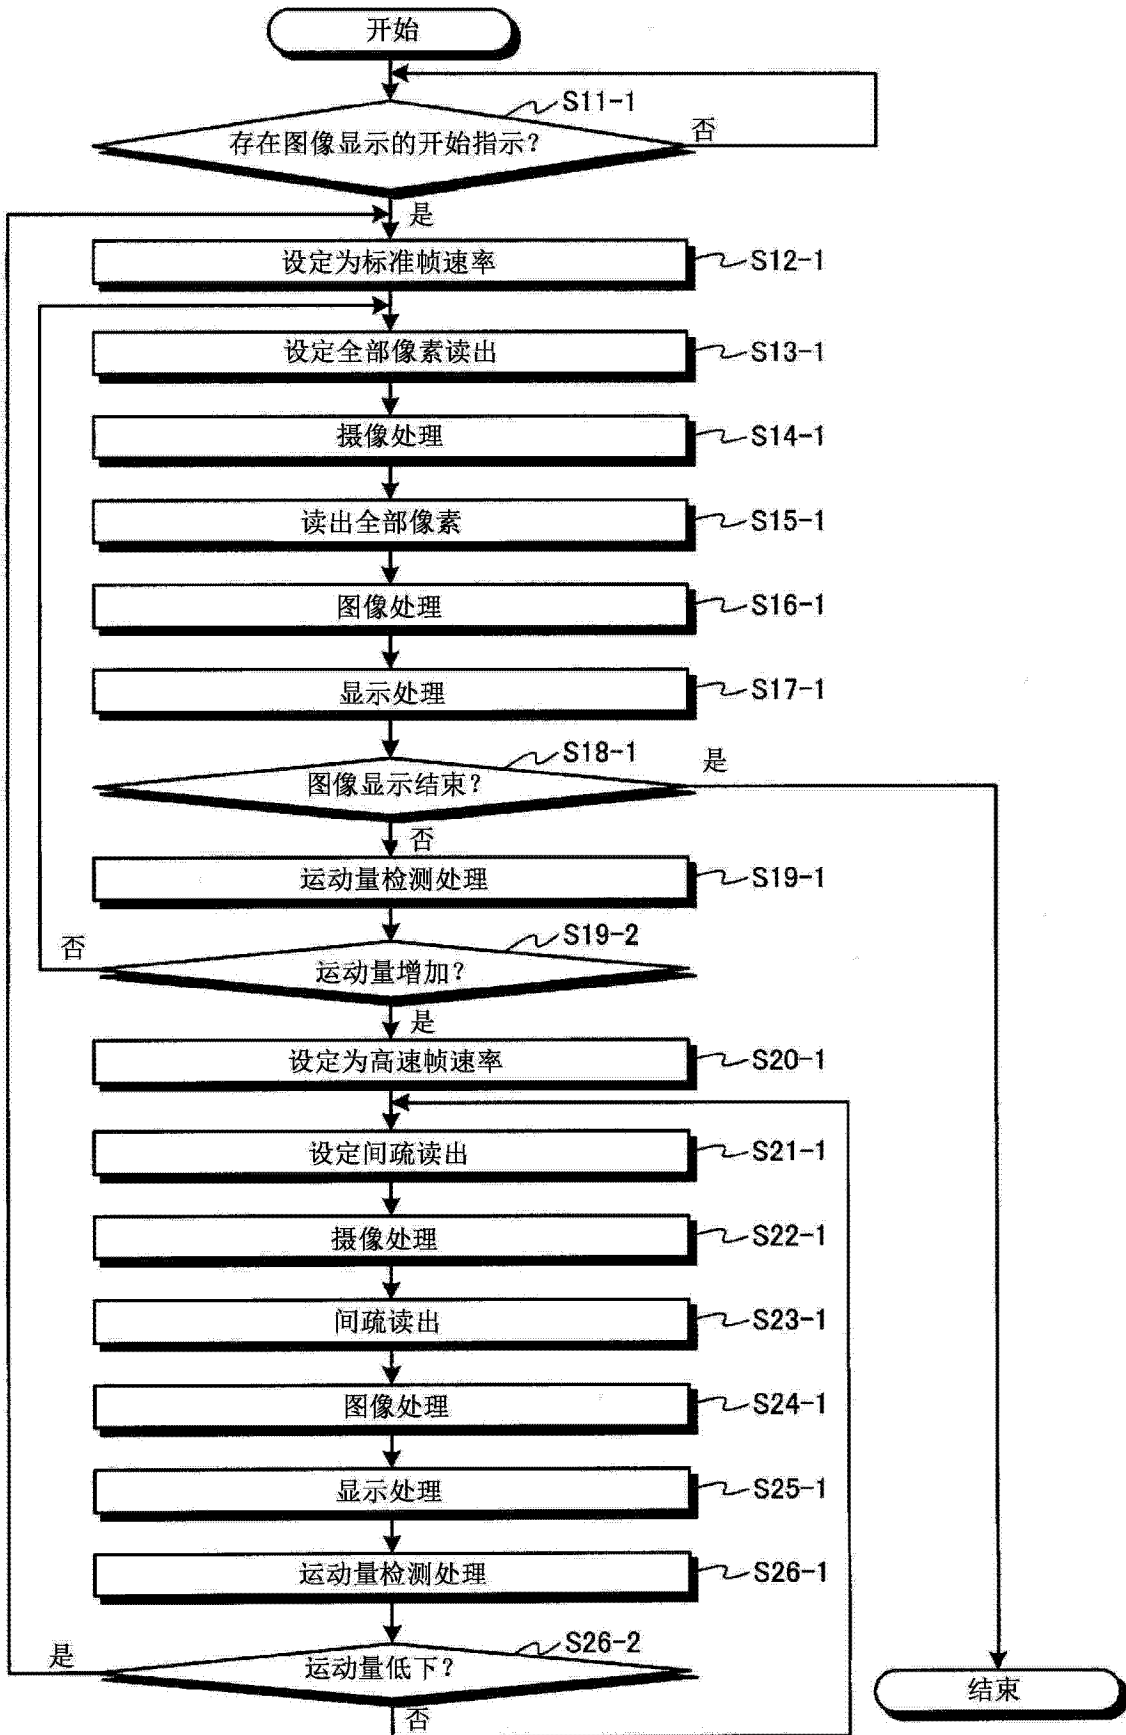 开始
S11-1
存在图像显示的开始指示?
否
是
设定为标准帧速率
S12-1
设定全部像素读出
S13-1
摄像处理
S14-1
读出全部像素
S15-1
图像处理
S16-1
显示处理
S17-1
S18-1
图像显示结束?
是
否
运动量检测处理
S19-1
S19-2
否
运动量增加?
是
设定为高速帧速率
S20-1
设定间疏读出
S21-1
摄像处理
S22-1
间疏读出
S23-1
图像处理
S24-1
显示处理
S25-1
运动量检测处理
S26-1
S26-2
是
运动量低下?
否
结束